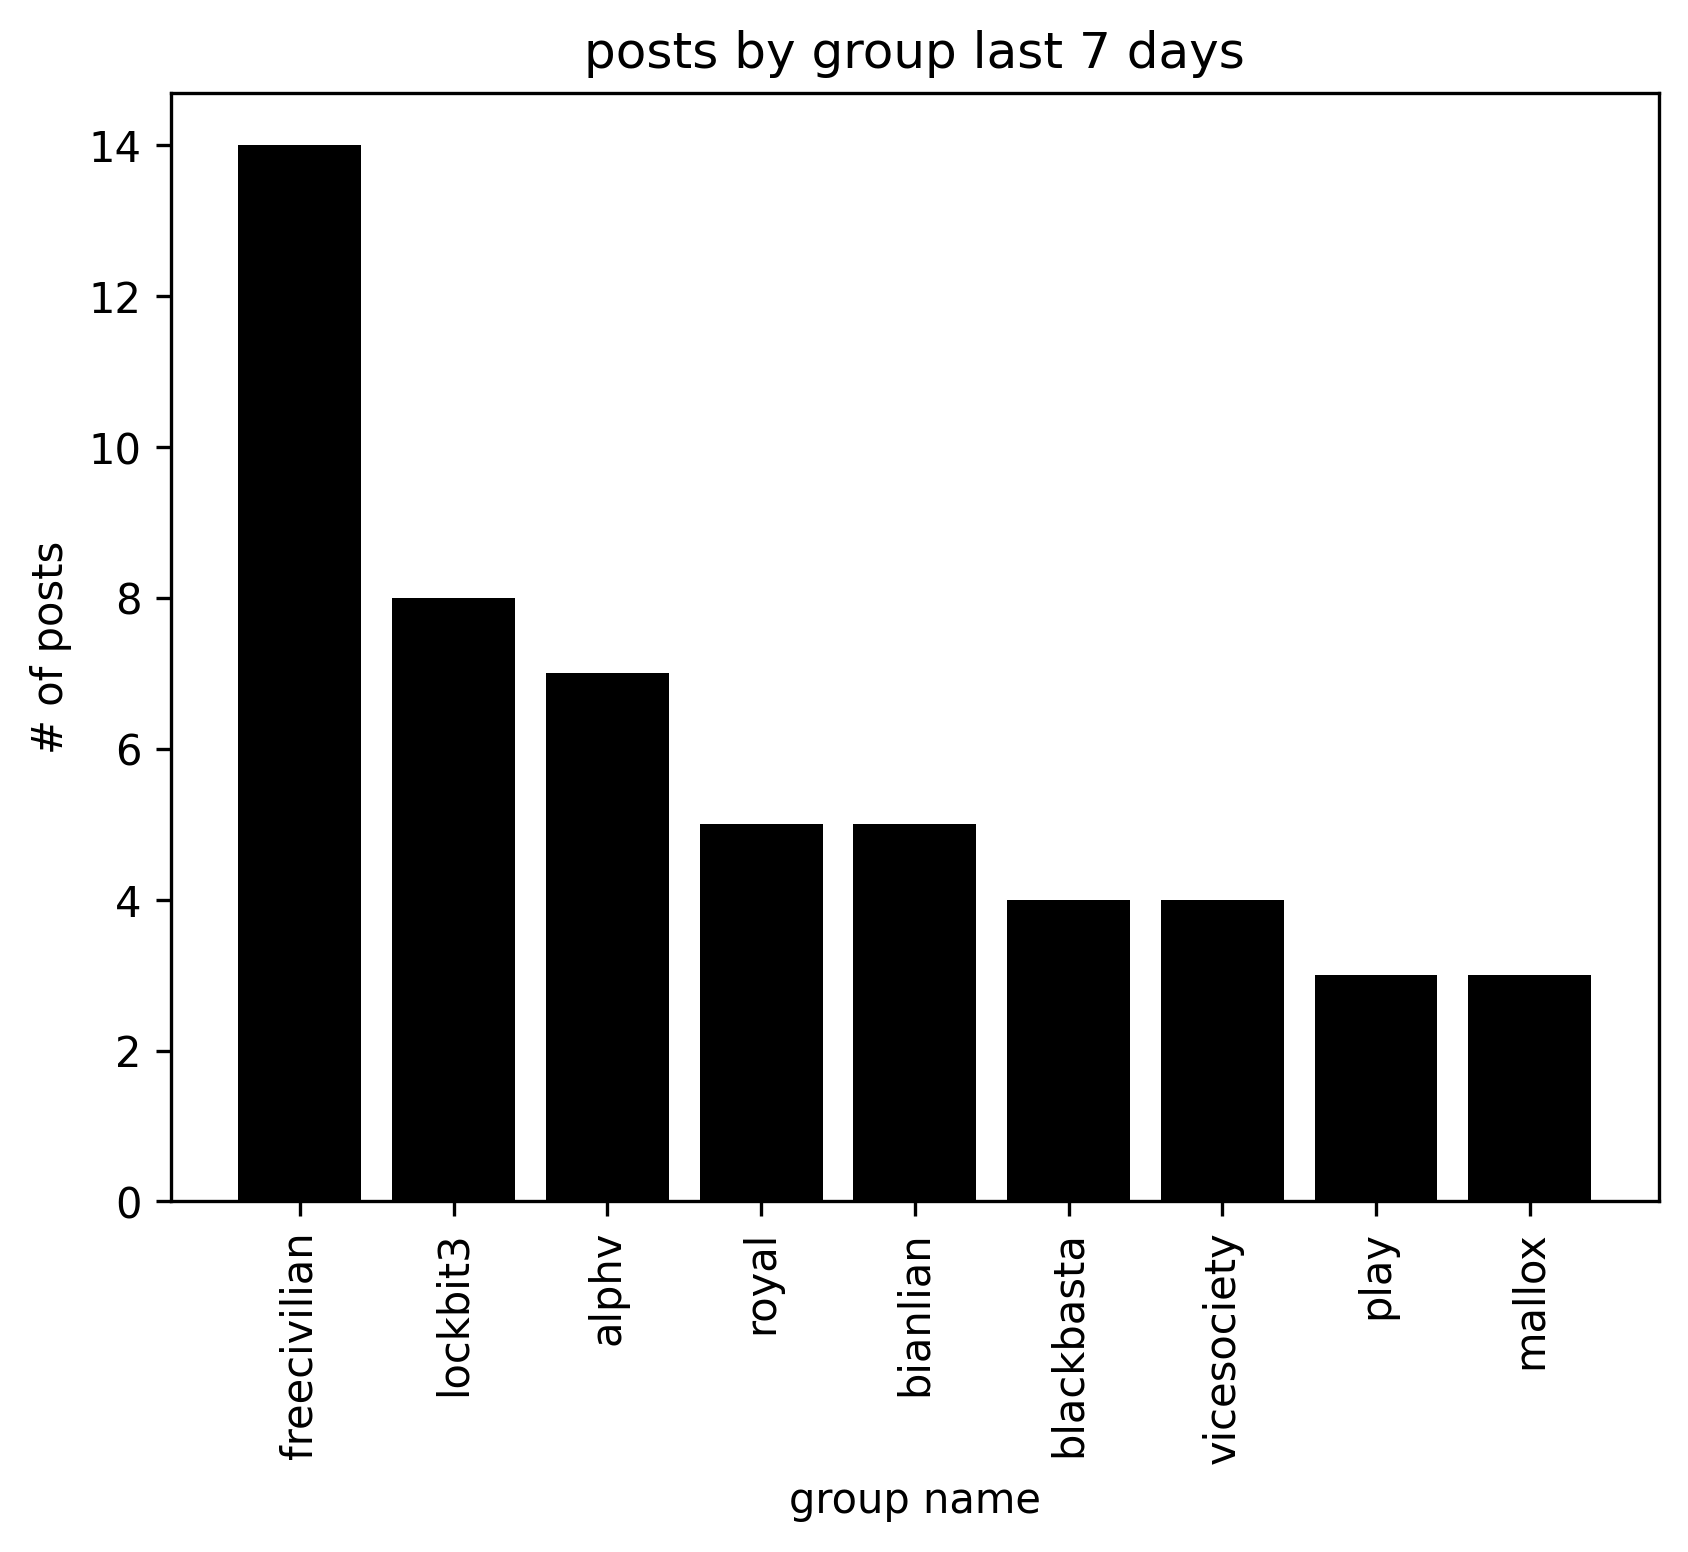 posts by group last 7 days
14
12
10
8
6
4
2
0
# of posts
freecivilian
lockbit3
alphv
royal
bianlian
blackbasta
vicesociety
play
mallox
group name